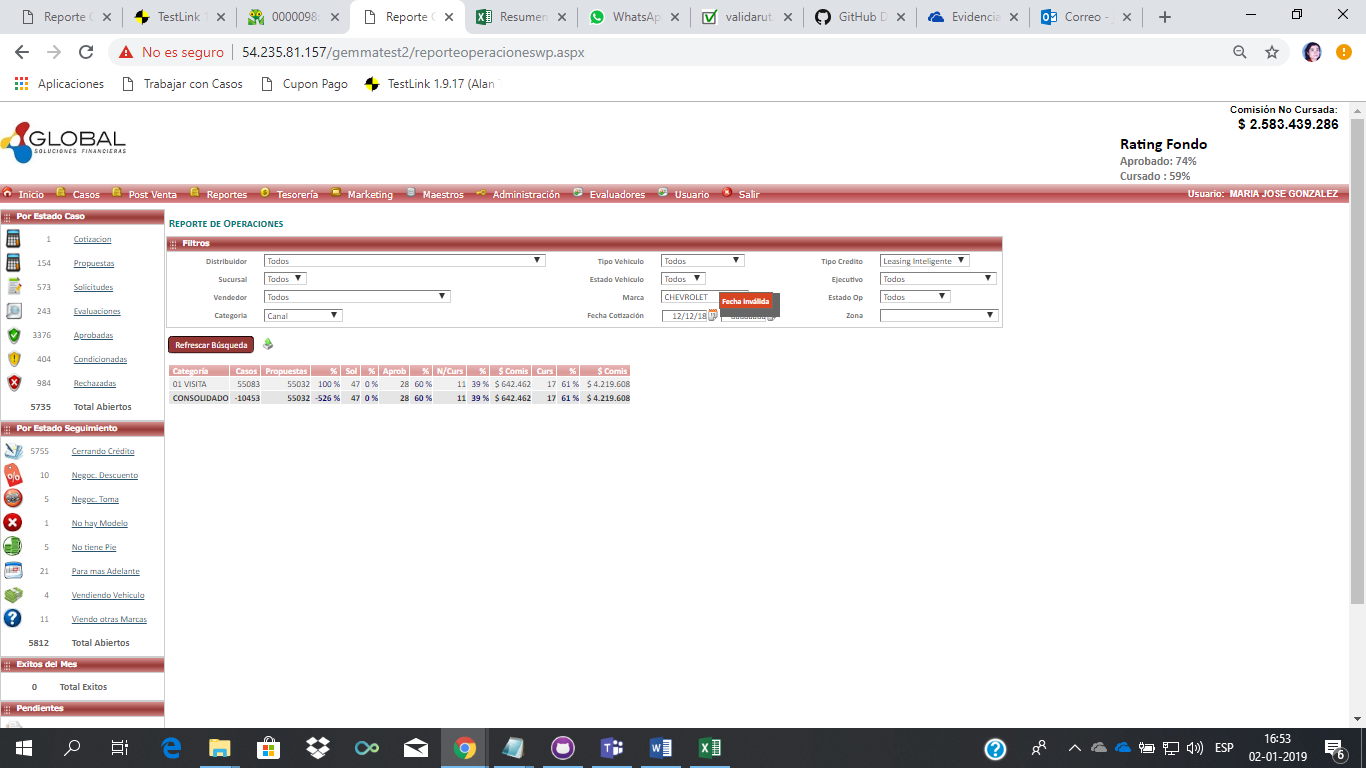 Reporte O
TestLink 1
0000098
Reporte O
Resumen
WhatsAp
validarut
GitHub D
Evidencia
Correo -
No es seguro
54.235.81.157/gemmatest2/reporteoperacioneswp.aspx
Aplicaciones
Trabajar con Casos
Cupon Pago
TestLink 1.9.17 (Alan
GLOBAL
SOLUCIONES FINANCIERAS
Comisión No Cursada:
$ 2.583.439.286
Rating Fondo
Aprobado: 74%
Cursado : 59%
Inicio Casos Post Venta Reportes Tesorería Marketing Maestros Administración Evaluadores Usuario Salir Usuario: MARIA JOSE GONZALEZ
Por Estado Caso
1 Cotizacion
154 Propuestas
573 Solicitudes
243 Evaluaciones
3376 Aprobadas
404 Condicionadas
984 Rechazadas
5735 Total Abiertos
Por Estado Seguimiento
5755 Cerrando Crédito
10 Negoc. Descuento
5 Negoc. Toma
1 No hay Modelo
5 No tiene Pie
21 Para mas Adelante
4 Vendiendo Vehículo
11 Viendo otras Marcas
5812 Total Abiertos
Exitos del Mes
0 Total Exitos
Pendientes
REPORTE DE OPERACIONES
Filtros
Distribuidor Todos Tipo Vehiculo Todos Tipo Credito Leasing Inteligente
Sucursal Todos Estado Vehiculo Todos Ejecutivo Todos
Vendedor Todos Marca CHEVROLET Estado Op Todos
Fecha inválida
Categoría Canal Fecha Cotización 12/12/18 Zona
Refrescar Búsqueda
Categoría Casos Propuestas % Sol % Aprob % N/Curs % $ Comis Curs % $ Comis
01 VISITA 55083 55032 100 % 47 0 % 28 60 % 11 39 % $ 642.462 17 61 % $ 4.219.608
CONSOLIDADO -10453 55032 -526 % 47 0 % 28 60 % 11 39 % $ 642.462 17 61 % $ 4.219.608
ESP
16:53
02-01-2019
6